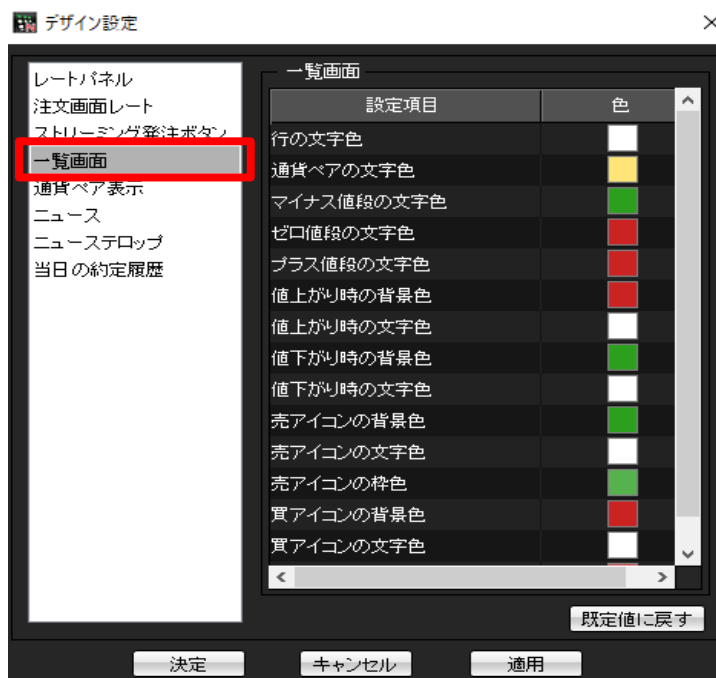 デザイン設定
レートパネル
注文画面レート
ストリーミング発注ボタン
一覧画面
通貨ペア表示
ニュース
ニューステロップ
当日の約定履歴
一覧画面
設定項目 色
行の文字色
通貨ペアの文字色
マイナス値段の文字色
ゼロ値段の文字色
プラス値段の文字色
値上がり時の背景色
値上がり時の文字色
値下がり時の背景色
値下がり時の文字色
売アイコンの背景色
売アイコンの文字色
売アイコンの枠色
買アイコンの背景色
買アイコンの文字色
既定値に戻す
決定 キャンセル 適用